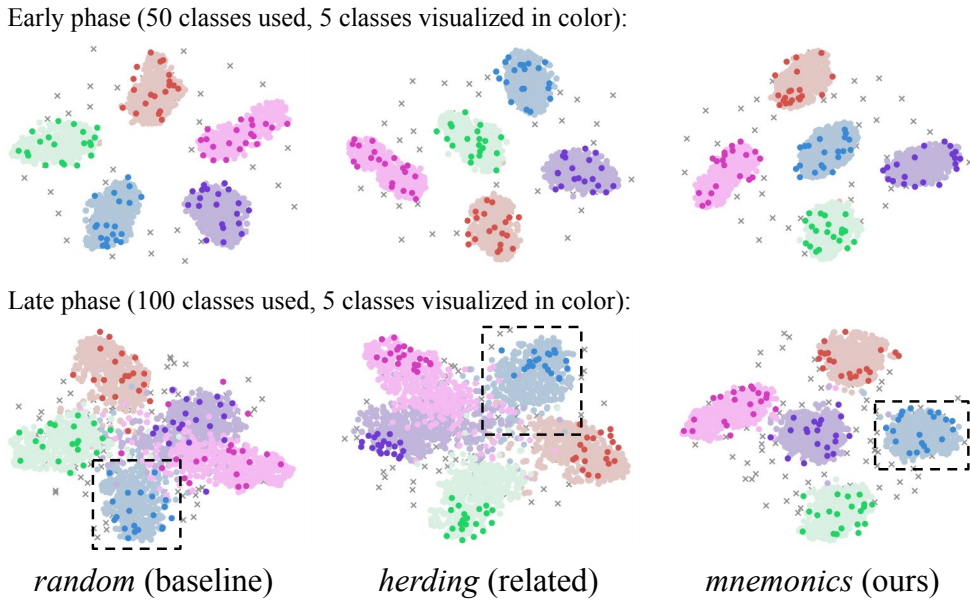 Early phase (50 classes used, 5 classes visualized in color):
Late phase (100 classes used, 5 classes visualized in color):
random (baseline)
herding (related)
mnemonics (ours)